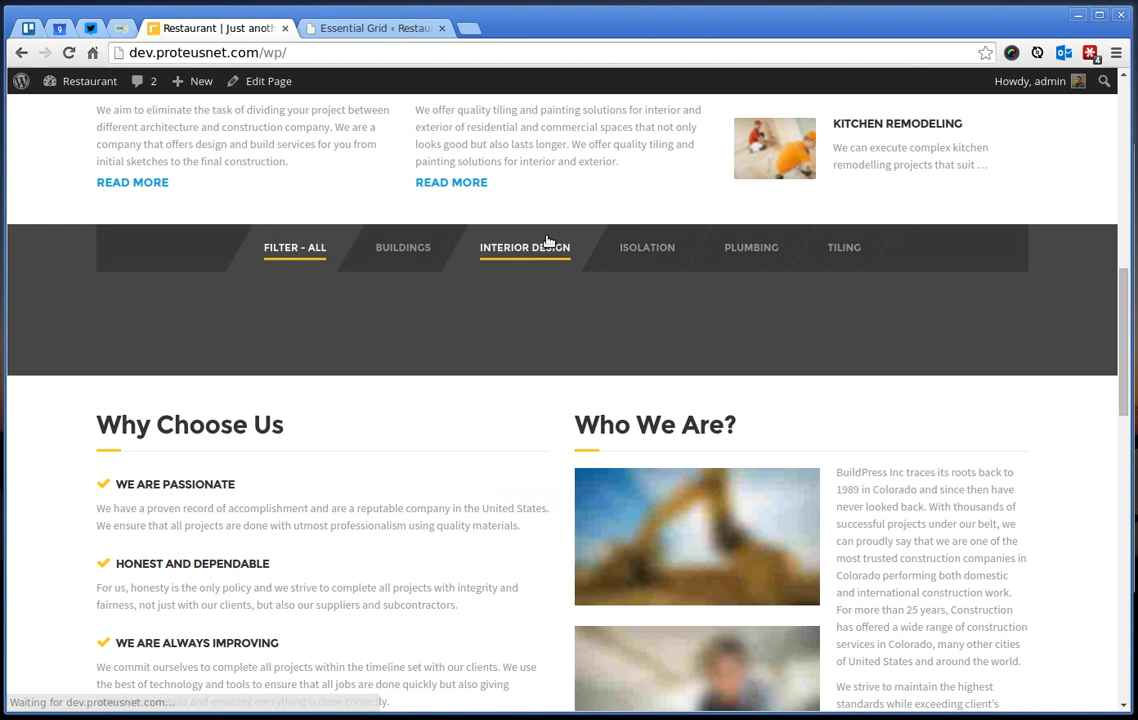 Restaurant | Just anoth
Essential Grid ‹ Restaur
dev.proteusnet.com/wp/
4
Restaurant
2
New
Edit Page
Howdy, admin
We aim to eliminate the task of dividing your project between
different architecture and construction company. We are a
company that offers design and build services for you from
initial sketches to the final construction.
READ MORE
We offer quality tiling and painting solutions for interior and
exterior of residential and commercial spaces that not only
looks good but also lasts longer. We offer quality tiling and
painting solutions for interior and exterior.
READ MORE
KITCHEN REMODELING
We can execute complex kitchen
remodelling projects that suit …
FILTER - ALL
BUILDINGS
INTERIOR DESIGN
ISOLATION
PLUMBING
TILING
Why Choose Us
WE ARE PASSIONATE
We have a proven record of accomplishment and are a reputable company in the United States.
We ensure that all projects are done with utmost professionalism using quality materials.
HONEST AND DEPENDABLE
For us, honesty is the only policy and we strive to complete all projects with integrity and
fairness, not just with our clients, but also our suppliers and subcontractors.
WE ARE ALWAYS IMPROVING
We commit ourselves to complete all projects within the timeline set with our clients. We use
the best of technology and tools to ensure that all jobs are done quickly but also giving
and ensuring everything is done correctly.
Who We Are?
BuildPress Inc traces its roots back to
1989 in Colorado and since then have
never looked back. With thousands of
successful projects under our belt, we
can proudly say that we are one of the
most trusted construction companies in
Colorado performing both domestic
and international construction work.
For more than 25 years, Construction
has offered a wide range of construction
services in Colorado, many other cities
of United States and around the world.
We strive to maintain the highest
standards while exceeding client's
Waiting for dev.proteusnet.com...